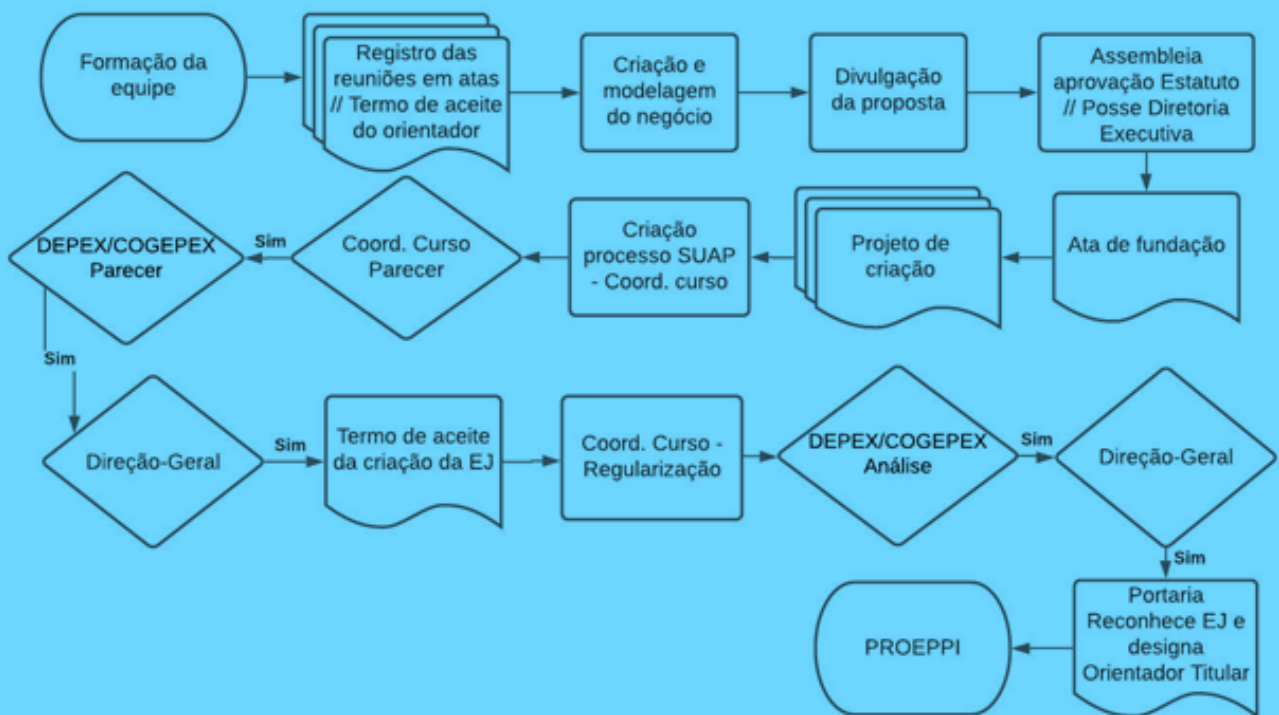 Formação da
equipe
Registro das
reuniões em atas
// Termo de aceite
do orientador
Criação e
modelagem
do negócio
Divulgação
da proposta
Assembleia
aprovação Estatuto
// Posse Diretoria
Executiva
Ata de fundação
Projeto de
criação
Criação
processo SUAP
- Coord. curso
Coord. Curso
Parecer
Sim
DEPEX/COGEPEX
Parecer
Sim
Direção-Geral
Sim
Termo de aceite
da criação da EJ
Coord. Curso -
Regularização
DEPEX/COGEPEX
Análise
Sim
Direção-Geral
Sim
Portaria
Reconhece EJ e
designa
Orientador Titular
PROEPPI